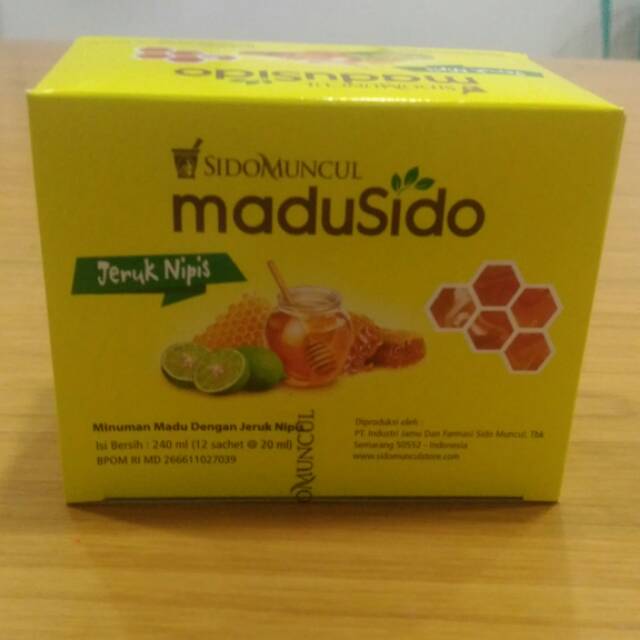 SIDOMUNCUL
maduSido
SIDOMUNCUL
maduSido
Jeruk Nipis
Minuman Madu Dengan Jeruk Nipis
Isi Bersih : 240 ml (12 sachet @ 20 ml)
BPOM RI MD 266611027039
Diproduksi oleh :
PT. Industri Jamu Dan Farmasi Sido Muncul, Tbk
Semarang 50552 - Indonesia
www.sidomunculstore.com
OMUNCUL